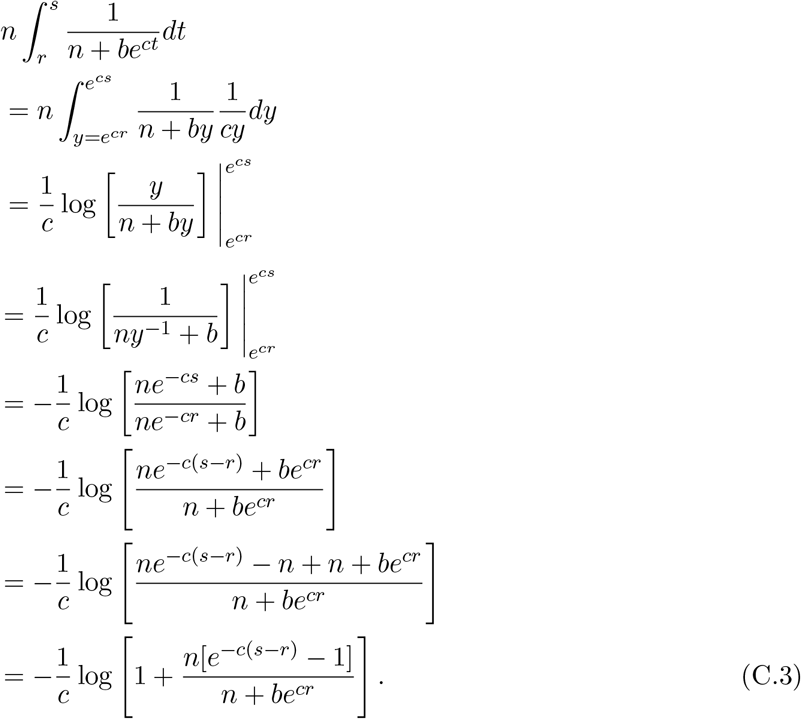 n \int_r^s \frac{1}{n + be^{ct}} dt
= n \int_{y=e^{cr}}^{e^{cs}} \frac{1}{n + by} \frac{1}{cy} dy
= \frac{1}{c} \log \left[ \frac{y}{n + by} \right] \Big|_{e^{cr}}^{e^{cs}}
= \frac{1}{c} \log \left[ \frac{1}{ny^{-1} + b} \right] \Big|_{e^{cr}}^{e^{cs}}
= -\frac{1}{c} \log \left[ \frac{ne^{-cs} + b}{ne^{-cr} + b} \right]
= -\frac{1}{c} \log \left[ \frac{ne^{-c(s-r)} + be^{cr}}{n + be^{cr}} \right]
= -\frac{1}{c} \log \left[ \frac{ne^{-c(s-r)} - n + n + be^{cr}}{n + be^{cr}} \right]
= -\frac{1}{c} \log \left[ 1 + \frac{n[e^{-c(s-r)} - 1]}{n + be^{cr}} \right]. (C.3)